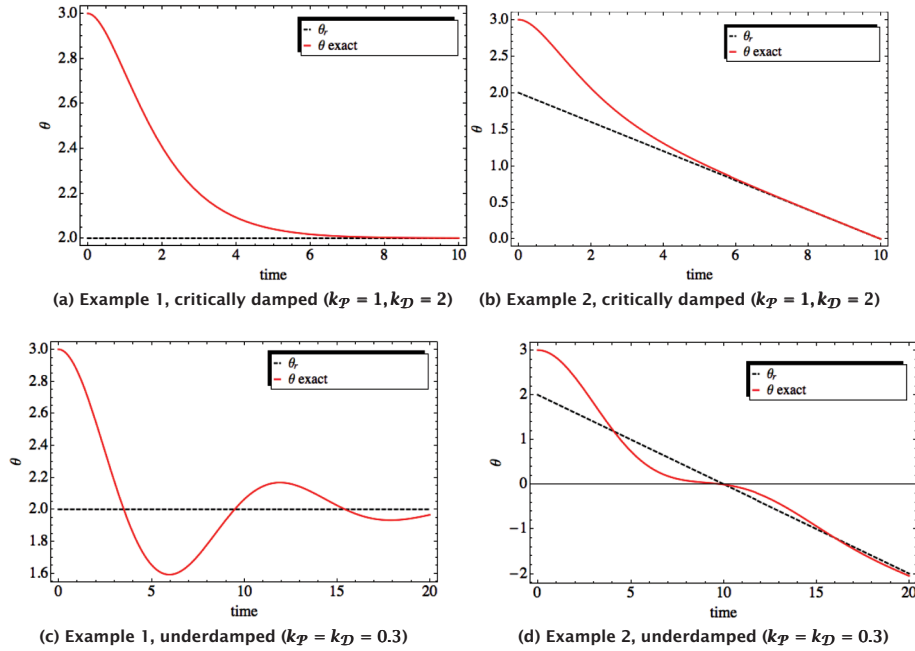 3.0
2.8
2.6
2.4
2.2
2.0
θ
0 2 4 6 8 10
time
θr
θ exact
(a) Example 1, critically damped (k𝒫 = 1, k𝒟 = 2)
3.0
2.5
2.0
1.5
1.0
0.5
0.0
θ
0 2 4 6 8 10
time
θr
θ exact
(b) Example 2, critically damped (k𝒫 = 1, k𝒟 = 2)
3.0
2.8
2.6
2.4
2.2
2.0
1.8
1.6
θ
0 5 10 15 20
time
θr
θ exact
(c) Example 1, underdamped (k𝒫 = k𝒟 = 0.3)
3
2
1
0
−1
−2
θ
0 5 10 15 20
time
θr
θ exact
(d) Example 2, underdamped (k𝒫 = k𝒟 = 0.3)